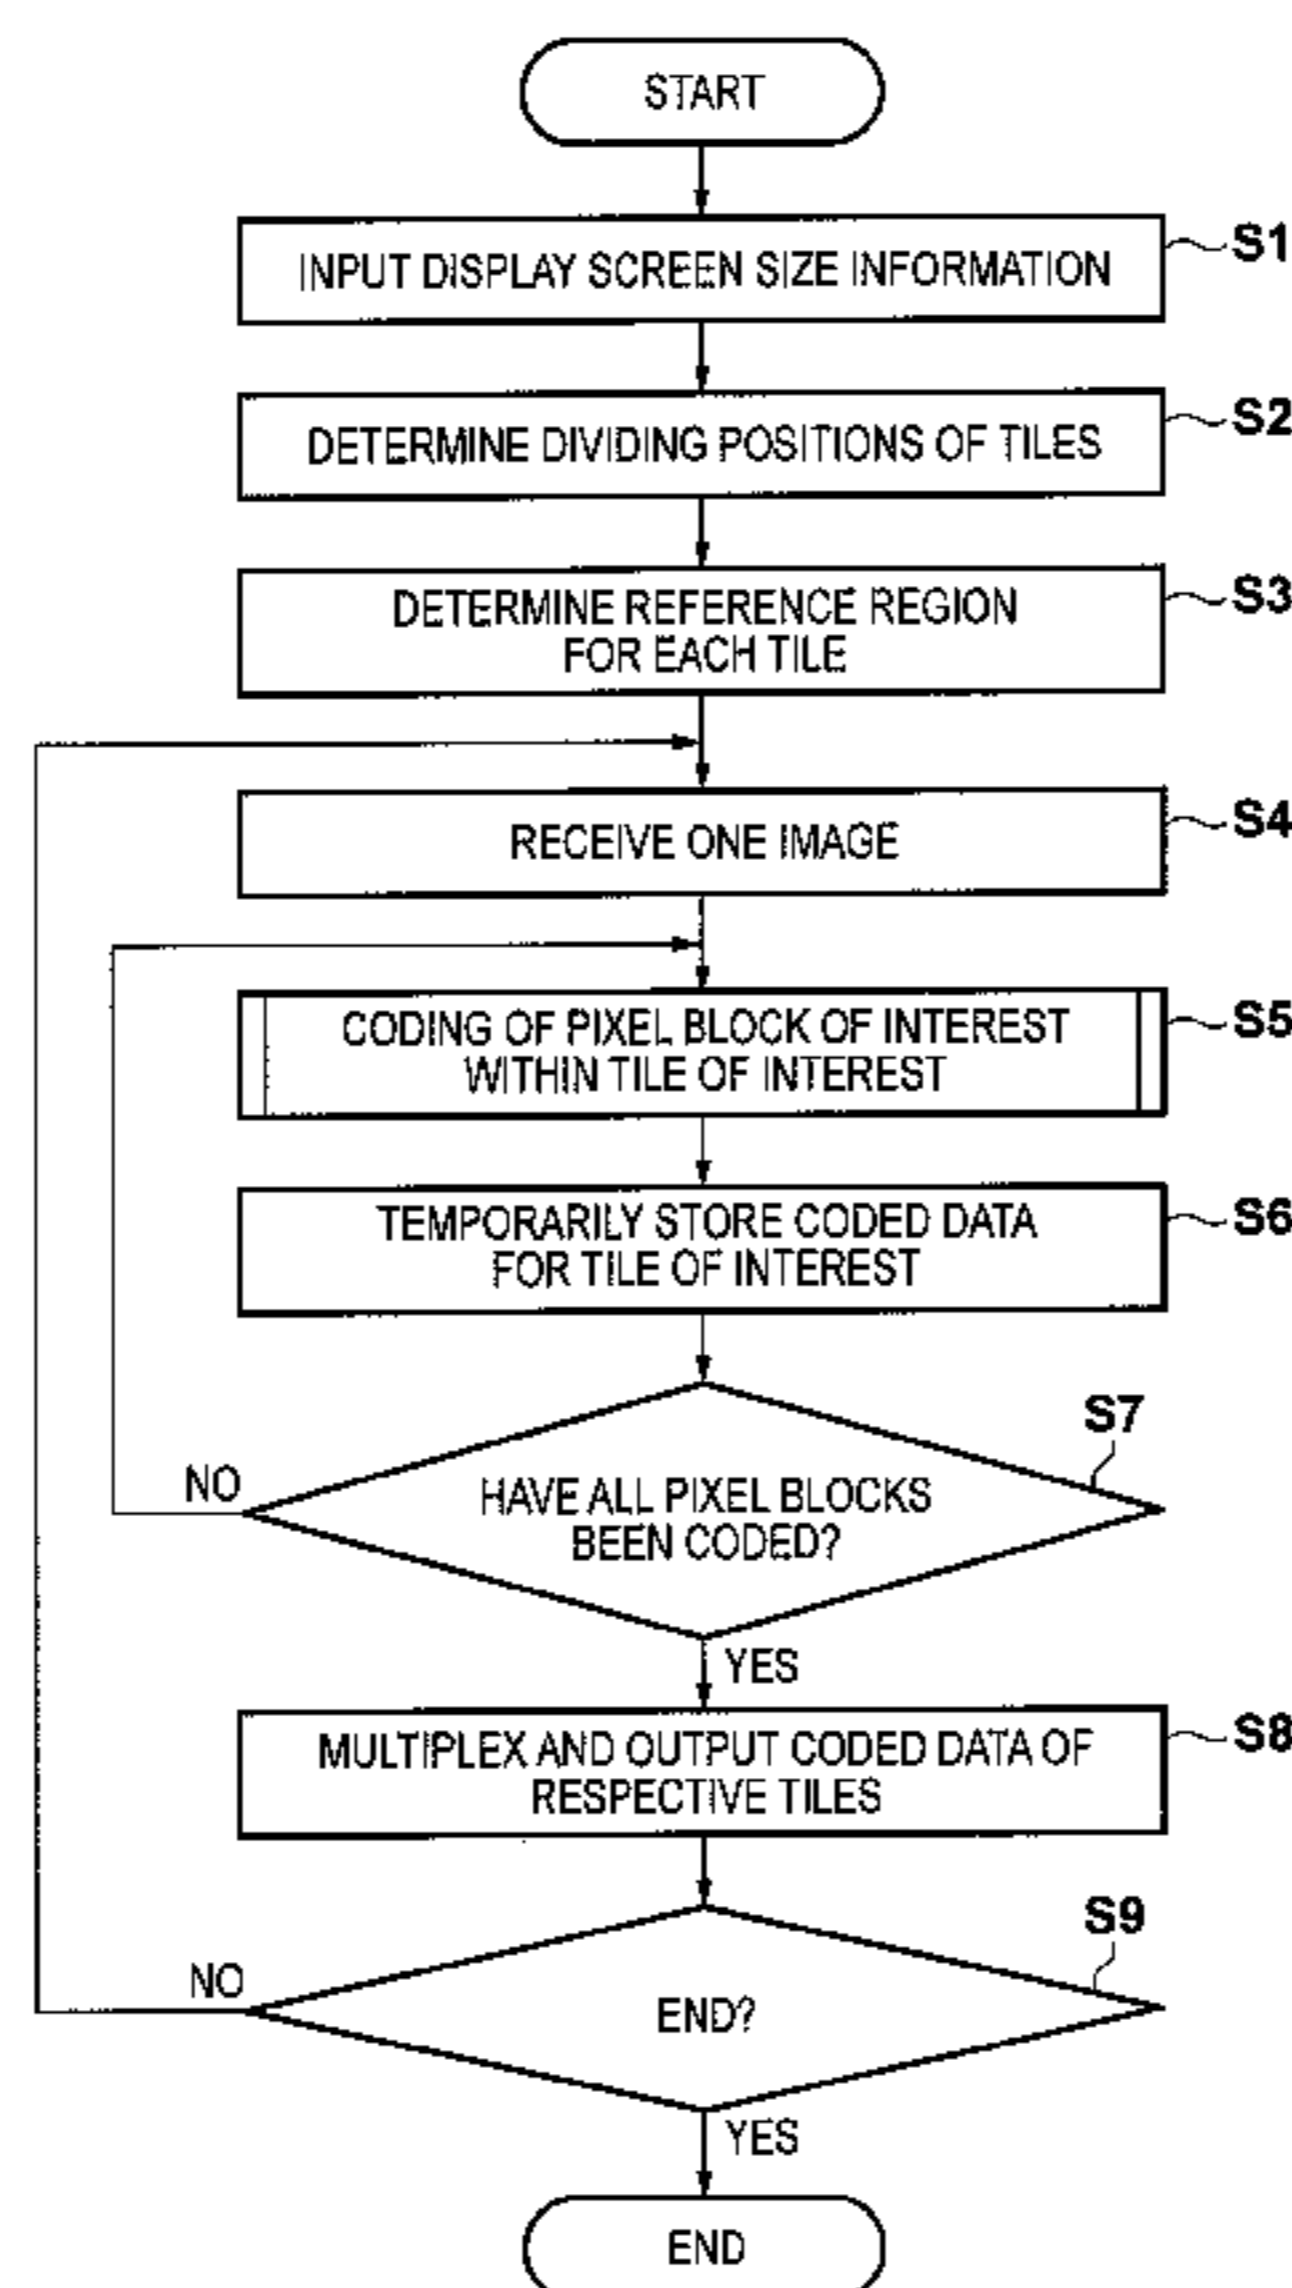 START
INPUT DISPLAY SCREEN SIZE INFORMATION
S1
DETERMINE DIVIDING POSITIONS OF TILES
S2
DETERMINE REFERENCE REGION
FOR EACH TILE
S3
RECEIVE ONE IMAGE
S4
CODING OF PIXEL BLOCK OF INTEREST
WITHIN TILE OF INTEREST
S5
TEMPORARILY STORE CODED DATA
FOR TILE OF INTEREST
S6
S7
NO
HAVE ALL PIXEL BLOCKS
BEEN CODED?
YES
MULTIPLEX AND OUTPUT CODED DATA OF
RESPECTIVE TILES
S8
S9
NO
END?
YES
END